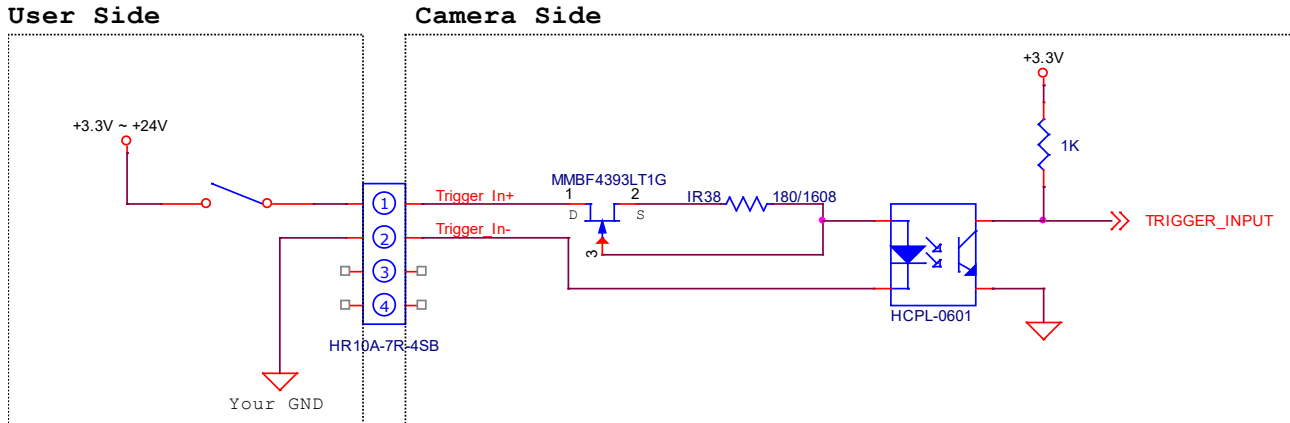 User Side
Camera Side
+3.3V
+3.3V ~ +24V
1K
MMBF4393LT1G
1
2
IR38
180/1608
Trigger_In+
D
S
1
TRIGGER_INPUT
Trigger_In-
2
3
3
4
HCPL-0601
HR10A-7R-4SB
Your GND